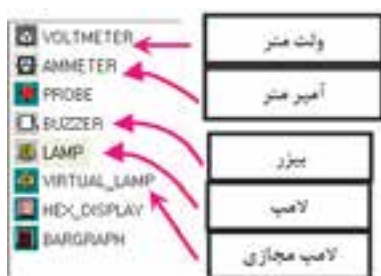 VOLTMETER
AMMETER
PROBE
BUZZER
LAMP
VIRTUAL_LAMP
HEX_DISPLAY
BARGRAPH
ولت متر
آمپر متر
بیزر
لامپ
لامپ مجازی